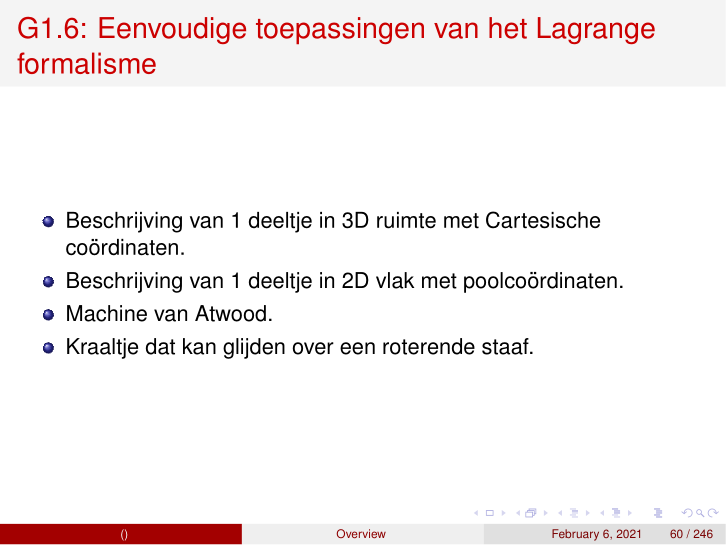 G1.6: Eenvoudige toepassingen van het Lagrange
formalisme
Beschrijving van 1 deeltje in 3D ruimte met Cartesische
coördinaten.
Beschrijving van 1 deeltje in 2D vlak met poolcoördinaten.
Machine van Atwood.
Kraaltje dat kan glijden over een roterende staaf.
() Overview February 6, 2021 60 / 246